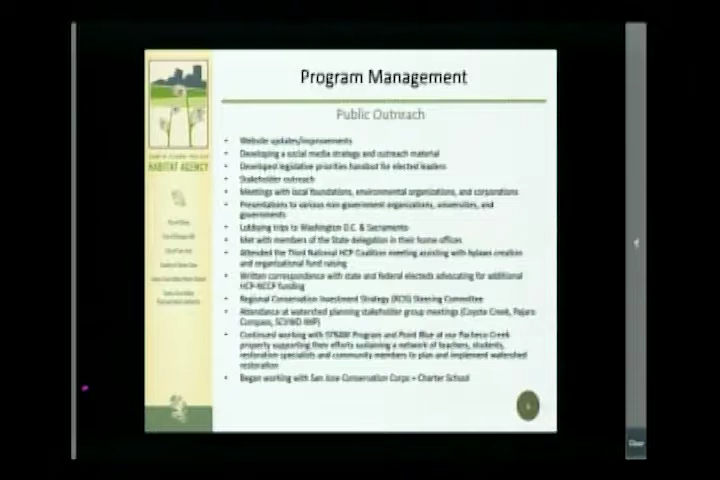 Program Management
Public Outreach
• Website updates/improvements
• Developing a social media strategy and outreach material
• Developed legislative priorities handout for elected leaders
• Stakeholder outreach
• Meetings with local foundations, environmental organizations, and corporations
• Presentations to various non-government organizations, universities, and
governments
• Lobbying trips to Washington D.C. & Sacramento
• Met with members of the State delegation in their home offices
• Attended the Third National HCP Coalition meeting assisting with bylaws creation
and organizational fund raising
• Written correspondence with state and federal electeds advocating for additional
HCP-NCCP funding
• Regional Conservation Investment Strategy (RCIS) Steering Committee
• Attendance at watershed planning stakeholder group meetings (Coyote Creek, Pajaro
Compass, SCVWD
• Continued working with STRAW Program and Point Blue at our Pacheco Creek
property supporting their efforts sustaining a network of teachers, students,
restoration specialists and community members to plan and implement watershed
restoration
• Began working with San Jose Conservation Corps + Charter School
HABITAT AGENCY